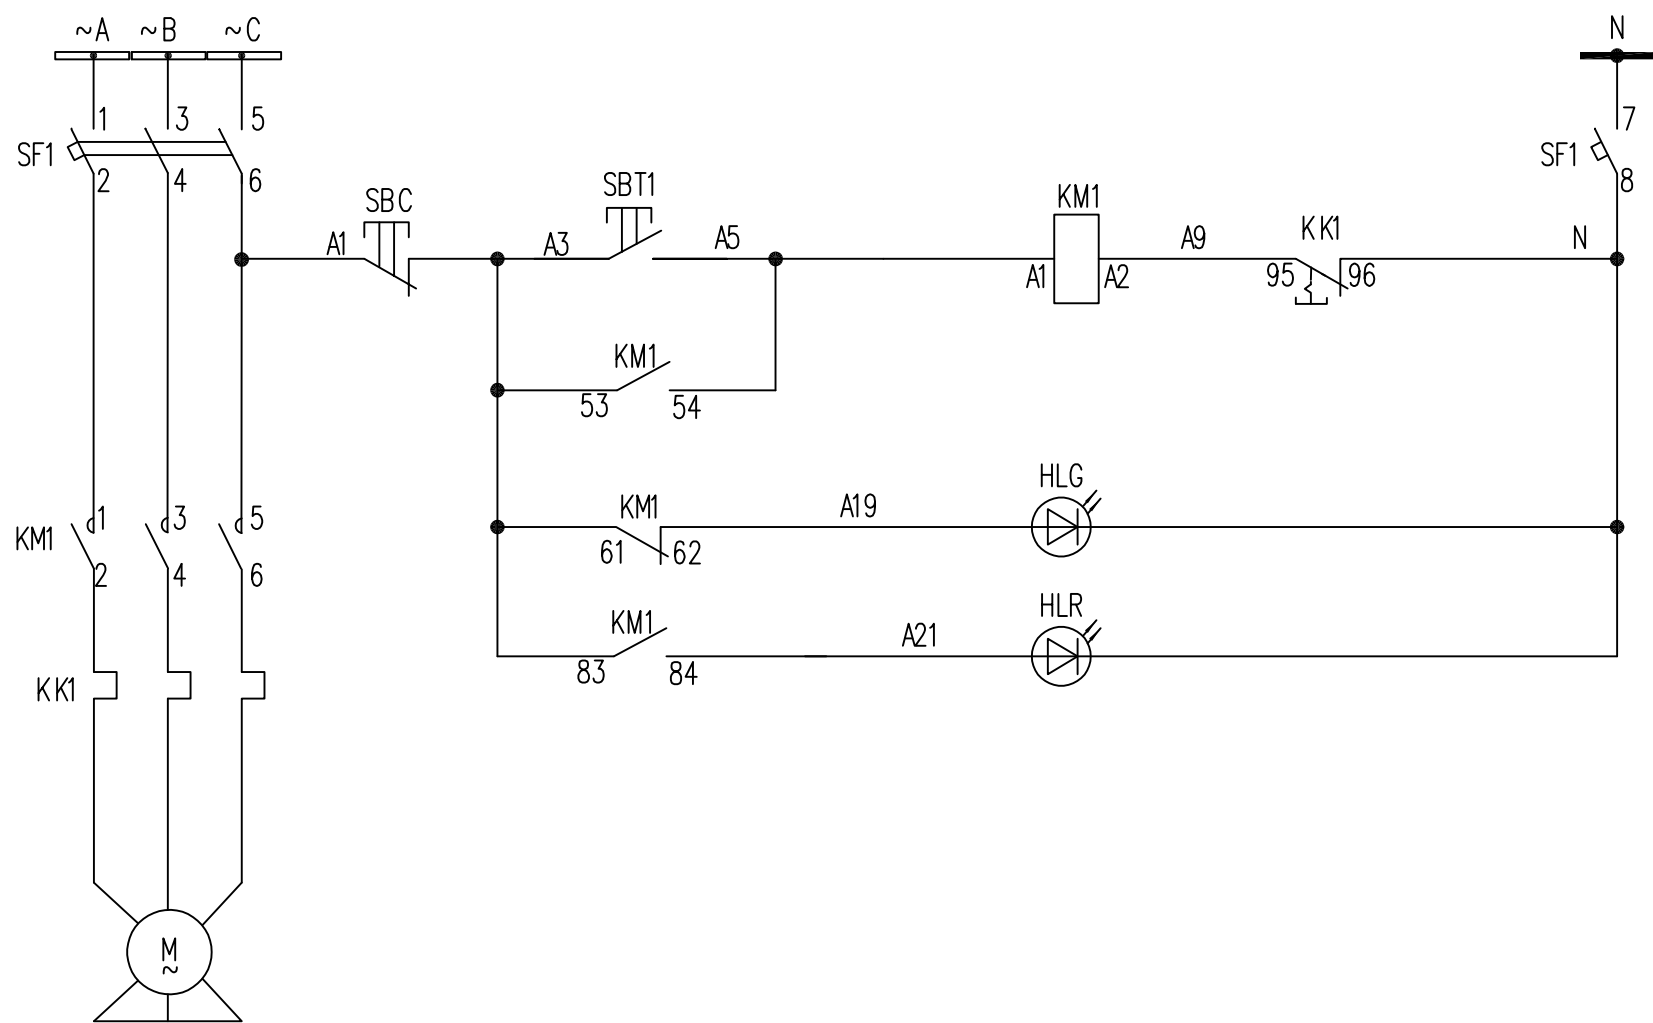 ~A ~B ~C N
1 3 5 7
SF1 SF1
2 4 6 8
SBC SBT1 KM1 KK1
A1 A3 A5 A9 N
A1 A2 95 96
KM1
53 54
HLG
KM1 A19
1 3 5
KM1 61 62
2 4 6
HLR
KM1 A21
83 84
KK1
M
~